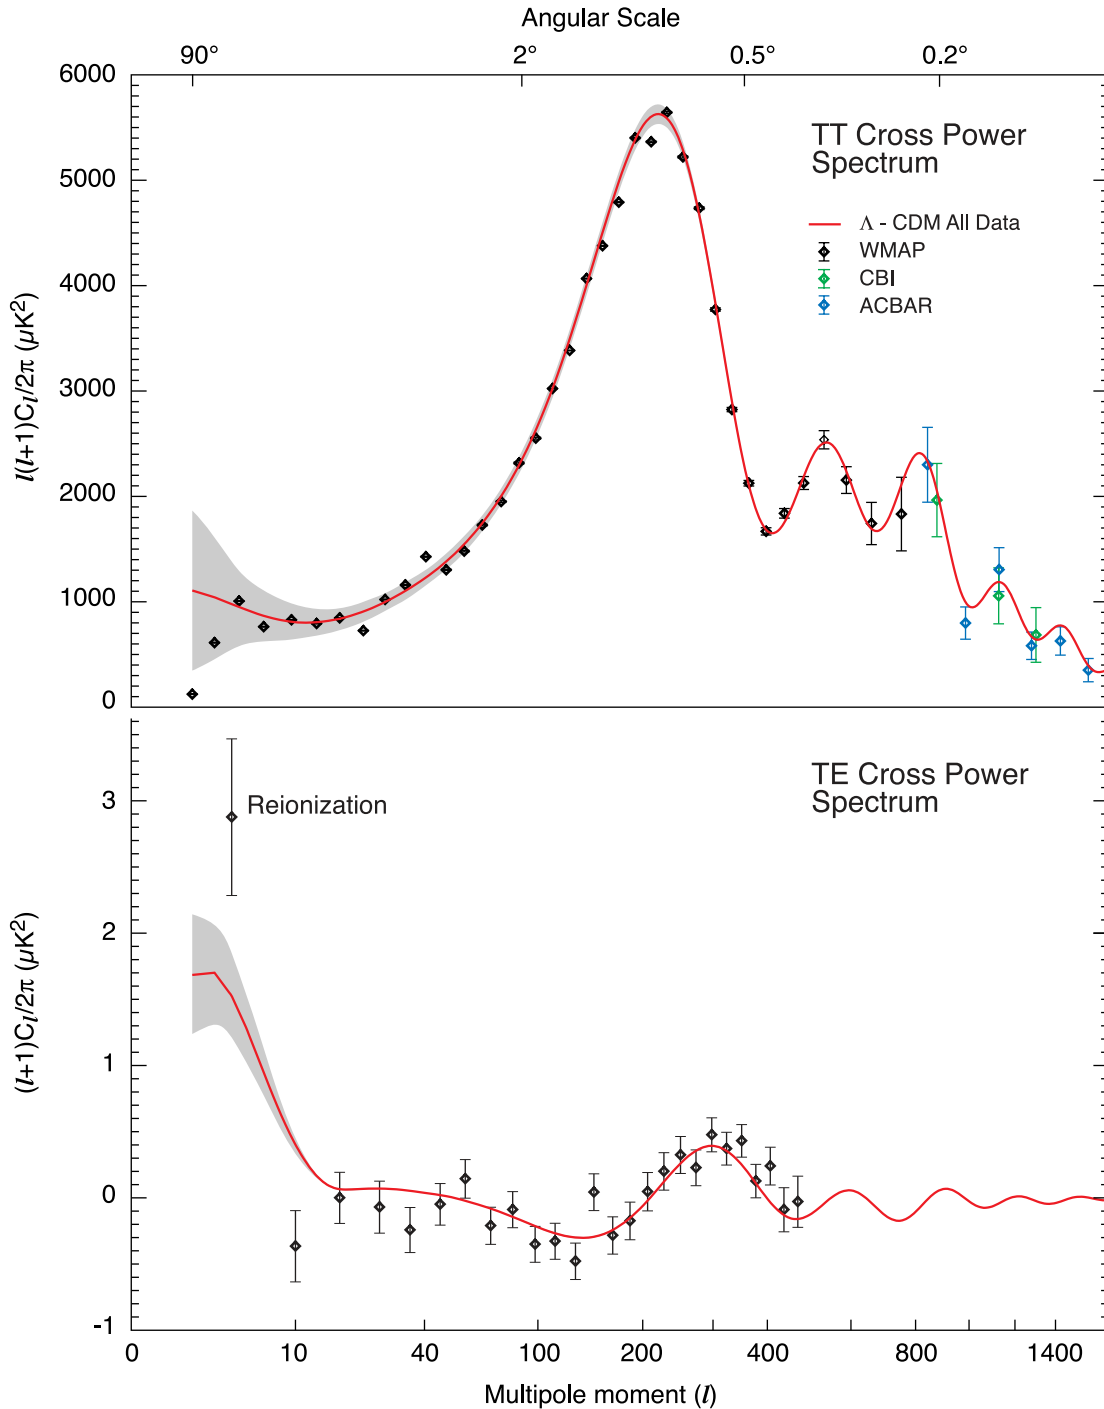 Angular Scale
90° 2° 0.5° 0.2°
6000
5000
4000
3000
2000
1000
0
l(l+1)Cl/2π (μK²)
TT Cross Power
Spectrum
Λ - CDM All Data
WMAP
CBI
ACBAR
3
2
1
0
-1
(l+1)Cl/2π (μK²)
Reionization
TE Cross Power
Spectrum
0 10 40 100 200 400 800 1400
Multipole moment (l)